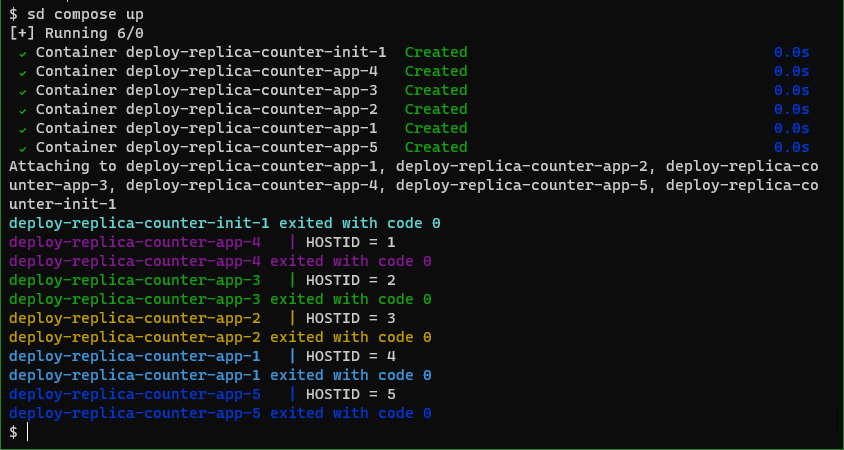 $ sd compose up
[+] Running 6/0
✓ Container deploy-replica-counter-init-1  Created  0.0s
✓ Container deploy-replica-counter-app-4   Created  0.0s
✓ Container deploy-replica-counter-app-3   Created  0.0s
✓ Container deploy-replica-counter-app-2   Created  0.0s
✓ Container deploy-replica-counter-app-1   Created  0.0s
✓ Container deploy-replica-counter-app-5   Created  0.0s
Attaching to deploy-replica-counter-app-1, deploy-replica-counter-app-2, deploy-replica-co
unter-app-3, deploy-replica-counter-app-4, deploy-replica-counter-app-5, deploy-replica-co
unter-init-1
deploy-replica-counter-init-1 exited with code 0
deploy-replica-counter-app-4   | HOSTID = 1
deploy-replica-counter-app-4 exited with code 0
deploy-replica-counter-app-3   | HOSTID = 2
deploy-replica-counter-app-3 exited with code 0
deploy-replica-counter-app-2   | HOSTID = 3
deploy-replica-counter-app-2 exited with code 0
deploy-replica-counter-app-1   | HOSTID = 4
deploy-replica-counter-app-1 exited with code 0
deploy-replica-counter-app-5   | HOSTID = 5
deploy-replica-counter-app-5 exited with code 0
$